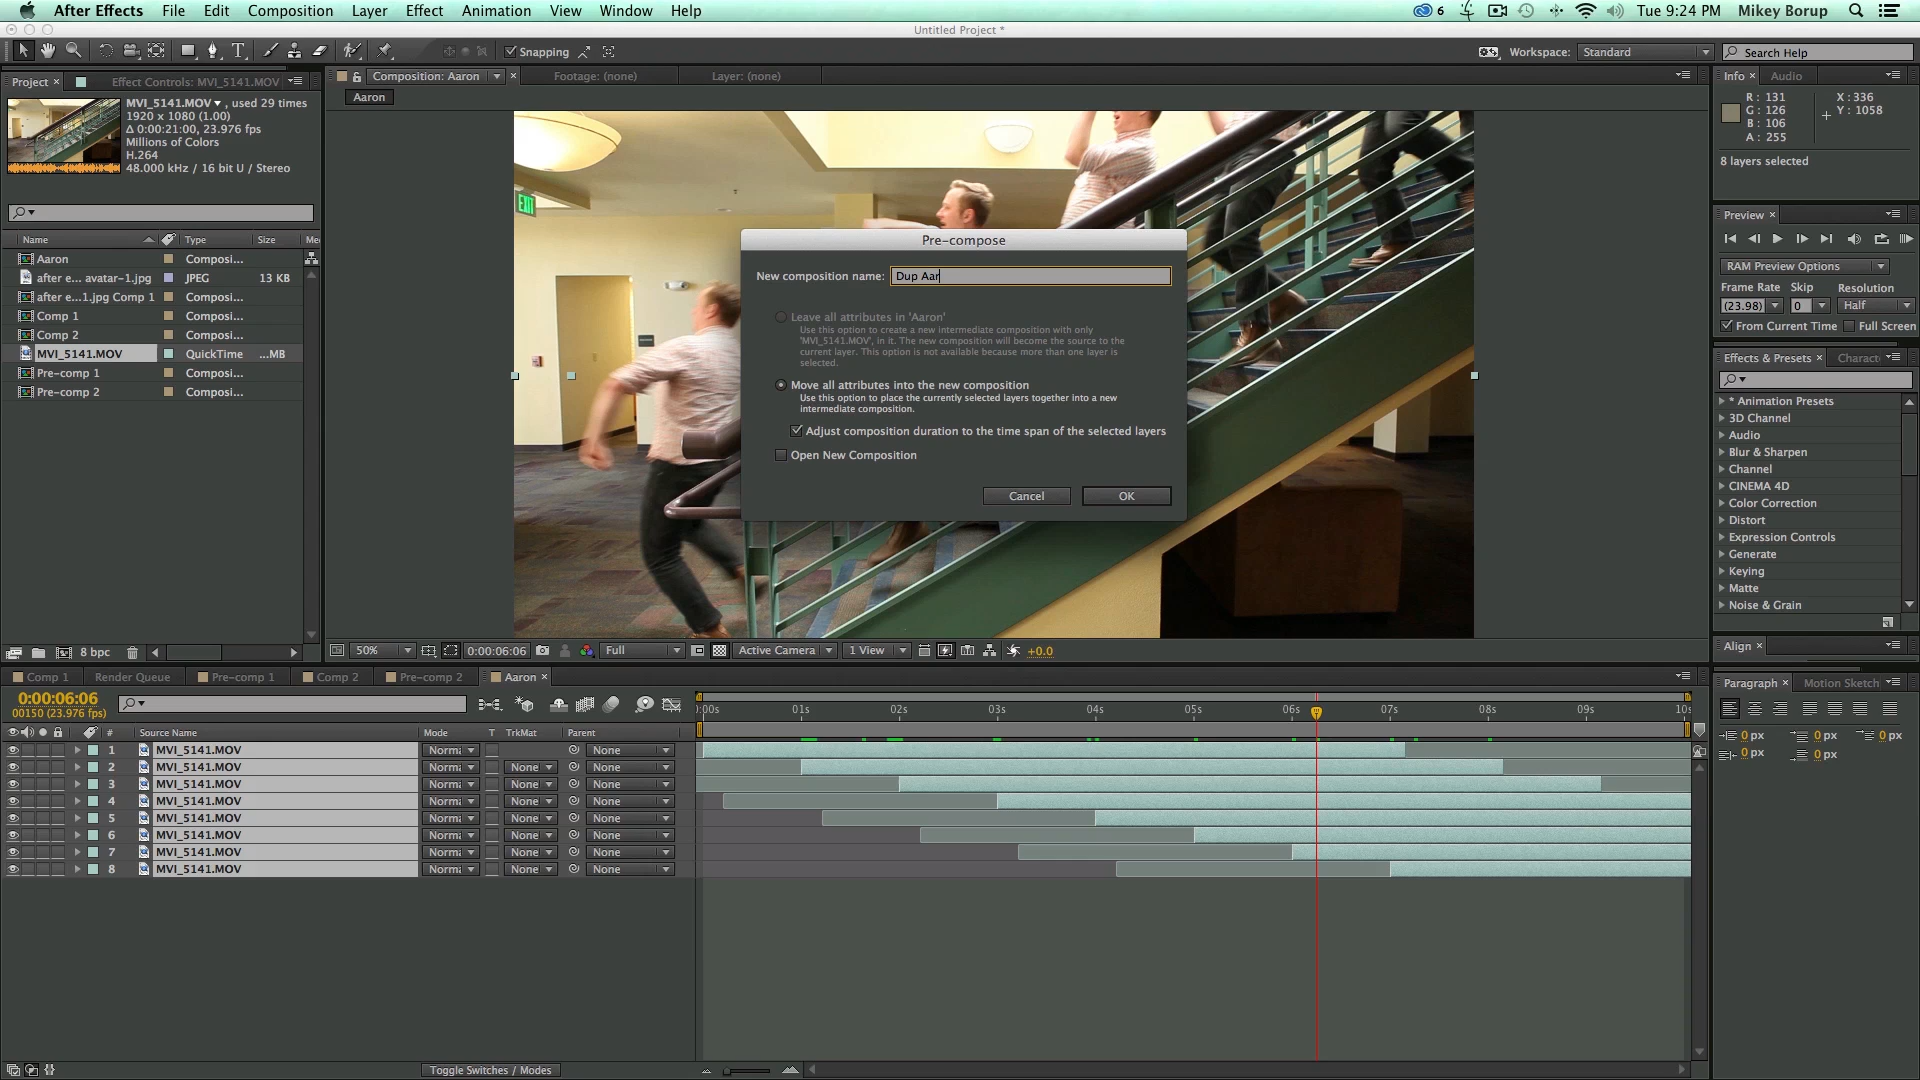 After Effects File Edit Composition Layer Effect Animation View Window Help
6 Tue 9:24 PM Mikey Borup
Untitled Project *
Snapping
Workspace: Standard
Search Help
Project × Effect Controls: MVI_5141.MOV
MVI_5141.MOV▼ , used 29 times
1920 x 1080 (1.00)
Δ 0:00:21:00, 23.976 fps
Millions of Colors
H.264
48.000 kHz / 16 bit U / Stereo
Name Type Size Me
Aaron Composi...
after e... avatar-1.jpg JPEG 13 KB
after e...1.jpg Comp 1 Composi...
Comp 1 Composi...
Comp 2 Composi...
MVI_5141.MOV QuickTime ...MB
Pre-comp 1 Composi...
Pre-comp 2 Composi...
8 bpc
Composition: Aaron × Footage: (none) Layer: (none)
Aaron
EXIT
Pre-compose
New composition name: Dup Aar
Leave all attributes in 'Aaron'
Use this option to create a new intermediate composition with only
'MVI_5141.MOV', in it. The new composition will become the source to the
current layer. This option is not available because more than one layer is
selected.
Move all attributes into the new composition
Use this option to place the currently selected layers together into a new
intermediate composition.
Adjust composition duration to the time span of the selected layers
Open New Composition
Cancel OK
50% 0:00:06:06 Full Active Camera 1 View +0.0
Info × Audio
R : 131
G : 126
B : 106
A : 255
X : 336
Y : 1058
8 layers selected
Preview ×
RAM Preview Options
Frame Rate Skip Resolution
(23.98) 0 Half
From Current Time Full Screen
Effects & Presets × Charact
* Animation Presets
3D Channel
Audio
Blur & Sharpen
Channel
CINEMA 4D
Color Correction
Distort
Expression Controls
Generate
Keying
Matte
Noise & Grain
Align ×
Paragraph × Motion Sketch
0 px 0 px 0 px
0 px 0 px
Comp 1 Render Queue Pre-comp 1 Comp 2 Pre-comp 2 Aaron ×
0:00:06:06
00150 (23.976 fps)
:00s 01s 02s 03s 04s 05s 06s 07s 08s 09s 10s
# Source Name Mode T TrkMat Parent
1 MVI_5141.MOV Norma None
2 MVI_5141.MOV Norma None None
3 MVI_5141.MOV Norma None None
4 MVI_5141.MOV Norma None None
5 MVI_5141.MOV Norma None None
6 MVI_5141.MOV Norma None None
7 MVI_5141.MOV Norma None None
8 MVI_5141.MOV Norma None None
Toggle Switches / Modes